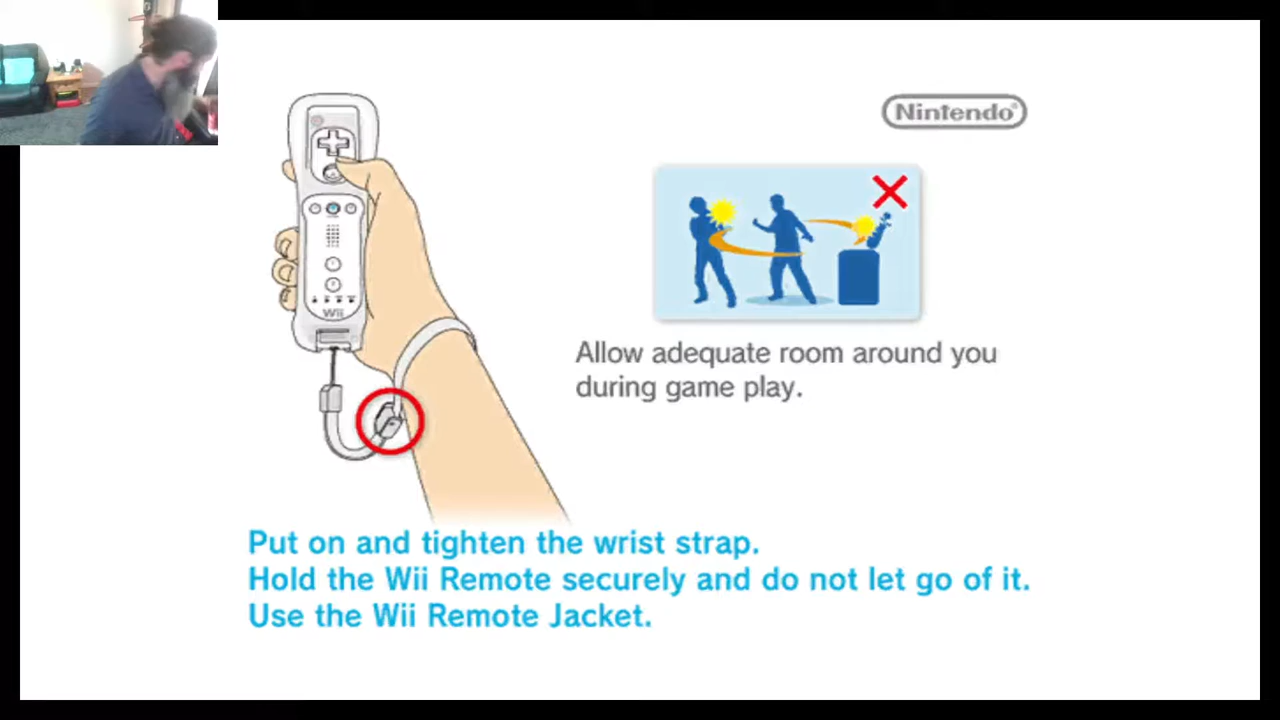 Nintendo®
Wii
Allow adequate room around you
during game play.
Put on and tighten the wrist strap.
Hold the Wii Remote securely and do not let go of it.
Use the Wii Remote Jacket.